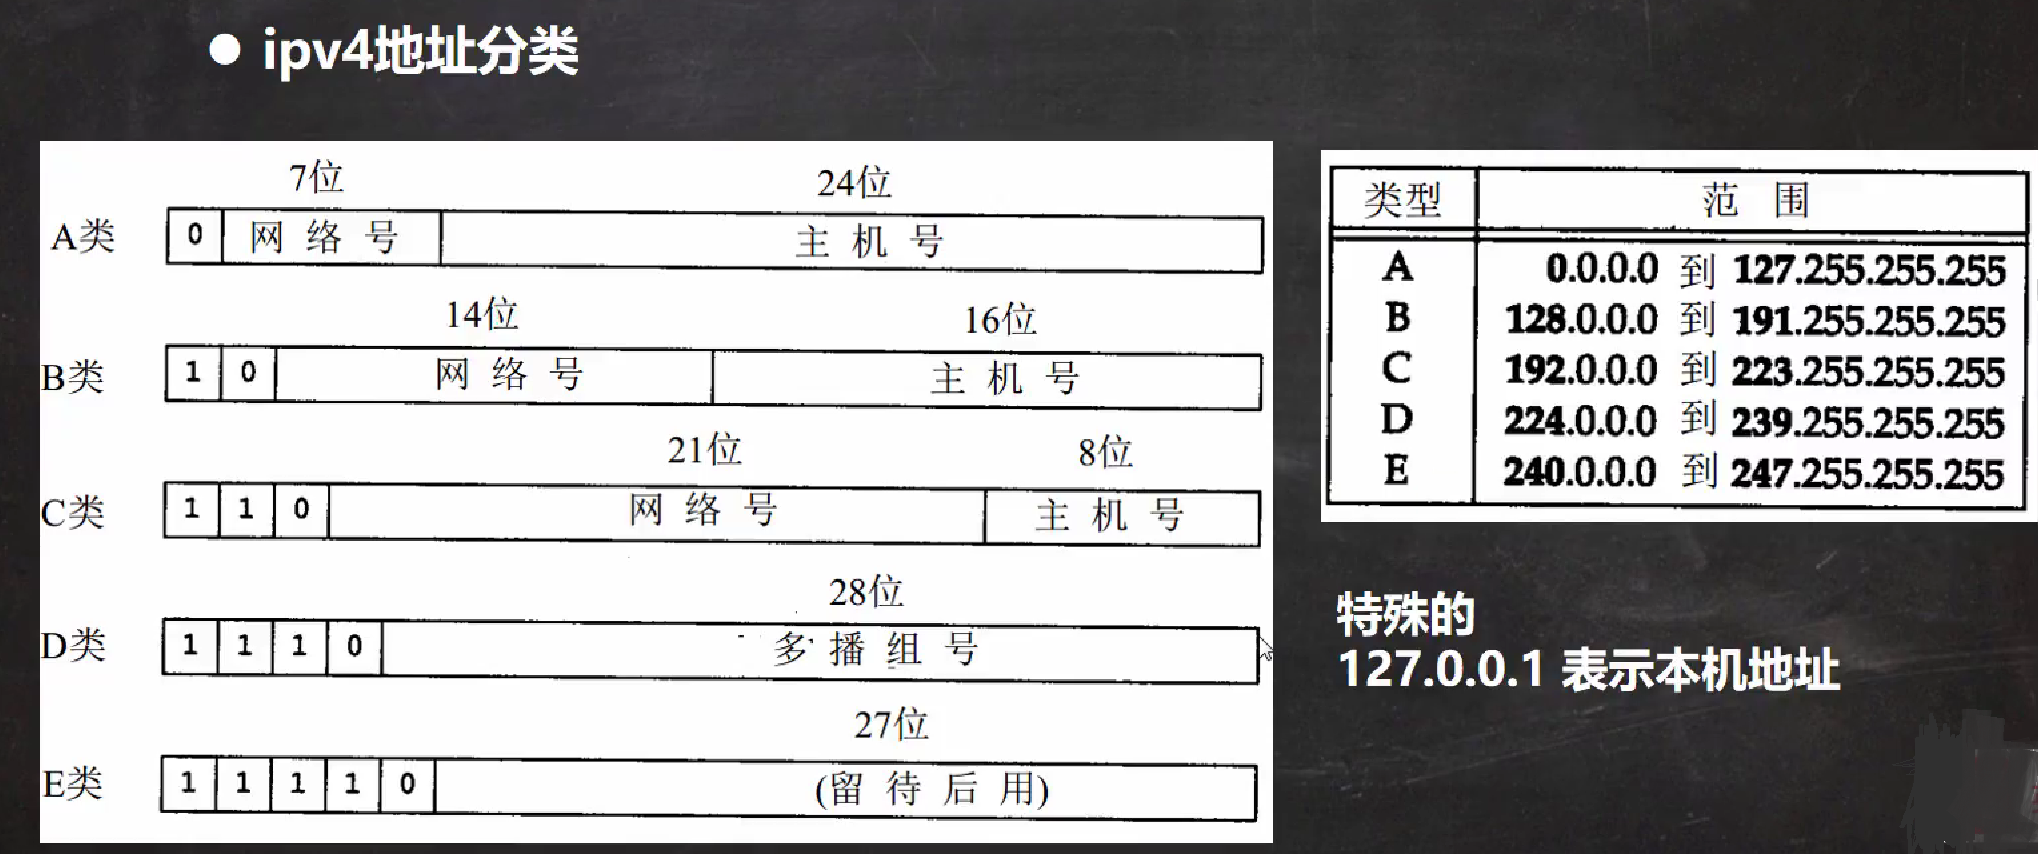 ● ipv4地址分类
7位 24位
A类 0 网络号 主机号
14位 16位
B类 1 0 网络号 主机号
21位 8位
C类 1 1 0 网络号 主机号
28位
D类 1 1 1 0 多播组号
27位
E类 1 1 1 1 0 (留待后用)
类型 范围
A 0.0.0.0 到 127.255.255.255
B 128.0.0.0 到 191.255.255.255
C 192.0.0.0 到 223.255.255.255
D 224.0.0.0 到 239.255.255.255
E 240.0.0.0 到 247.255.255.255
特殊的
127.0.0.1 表示本机地址